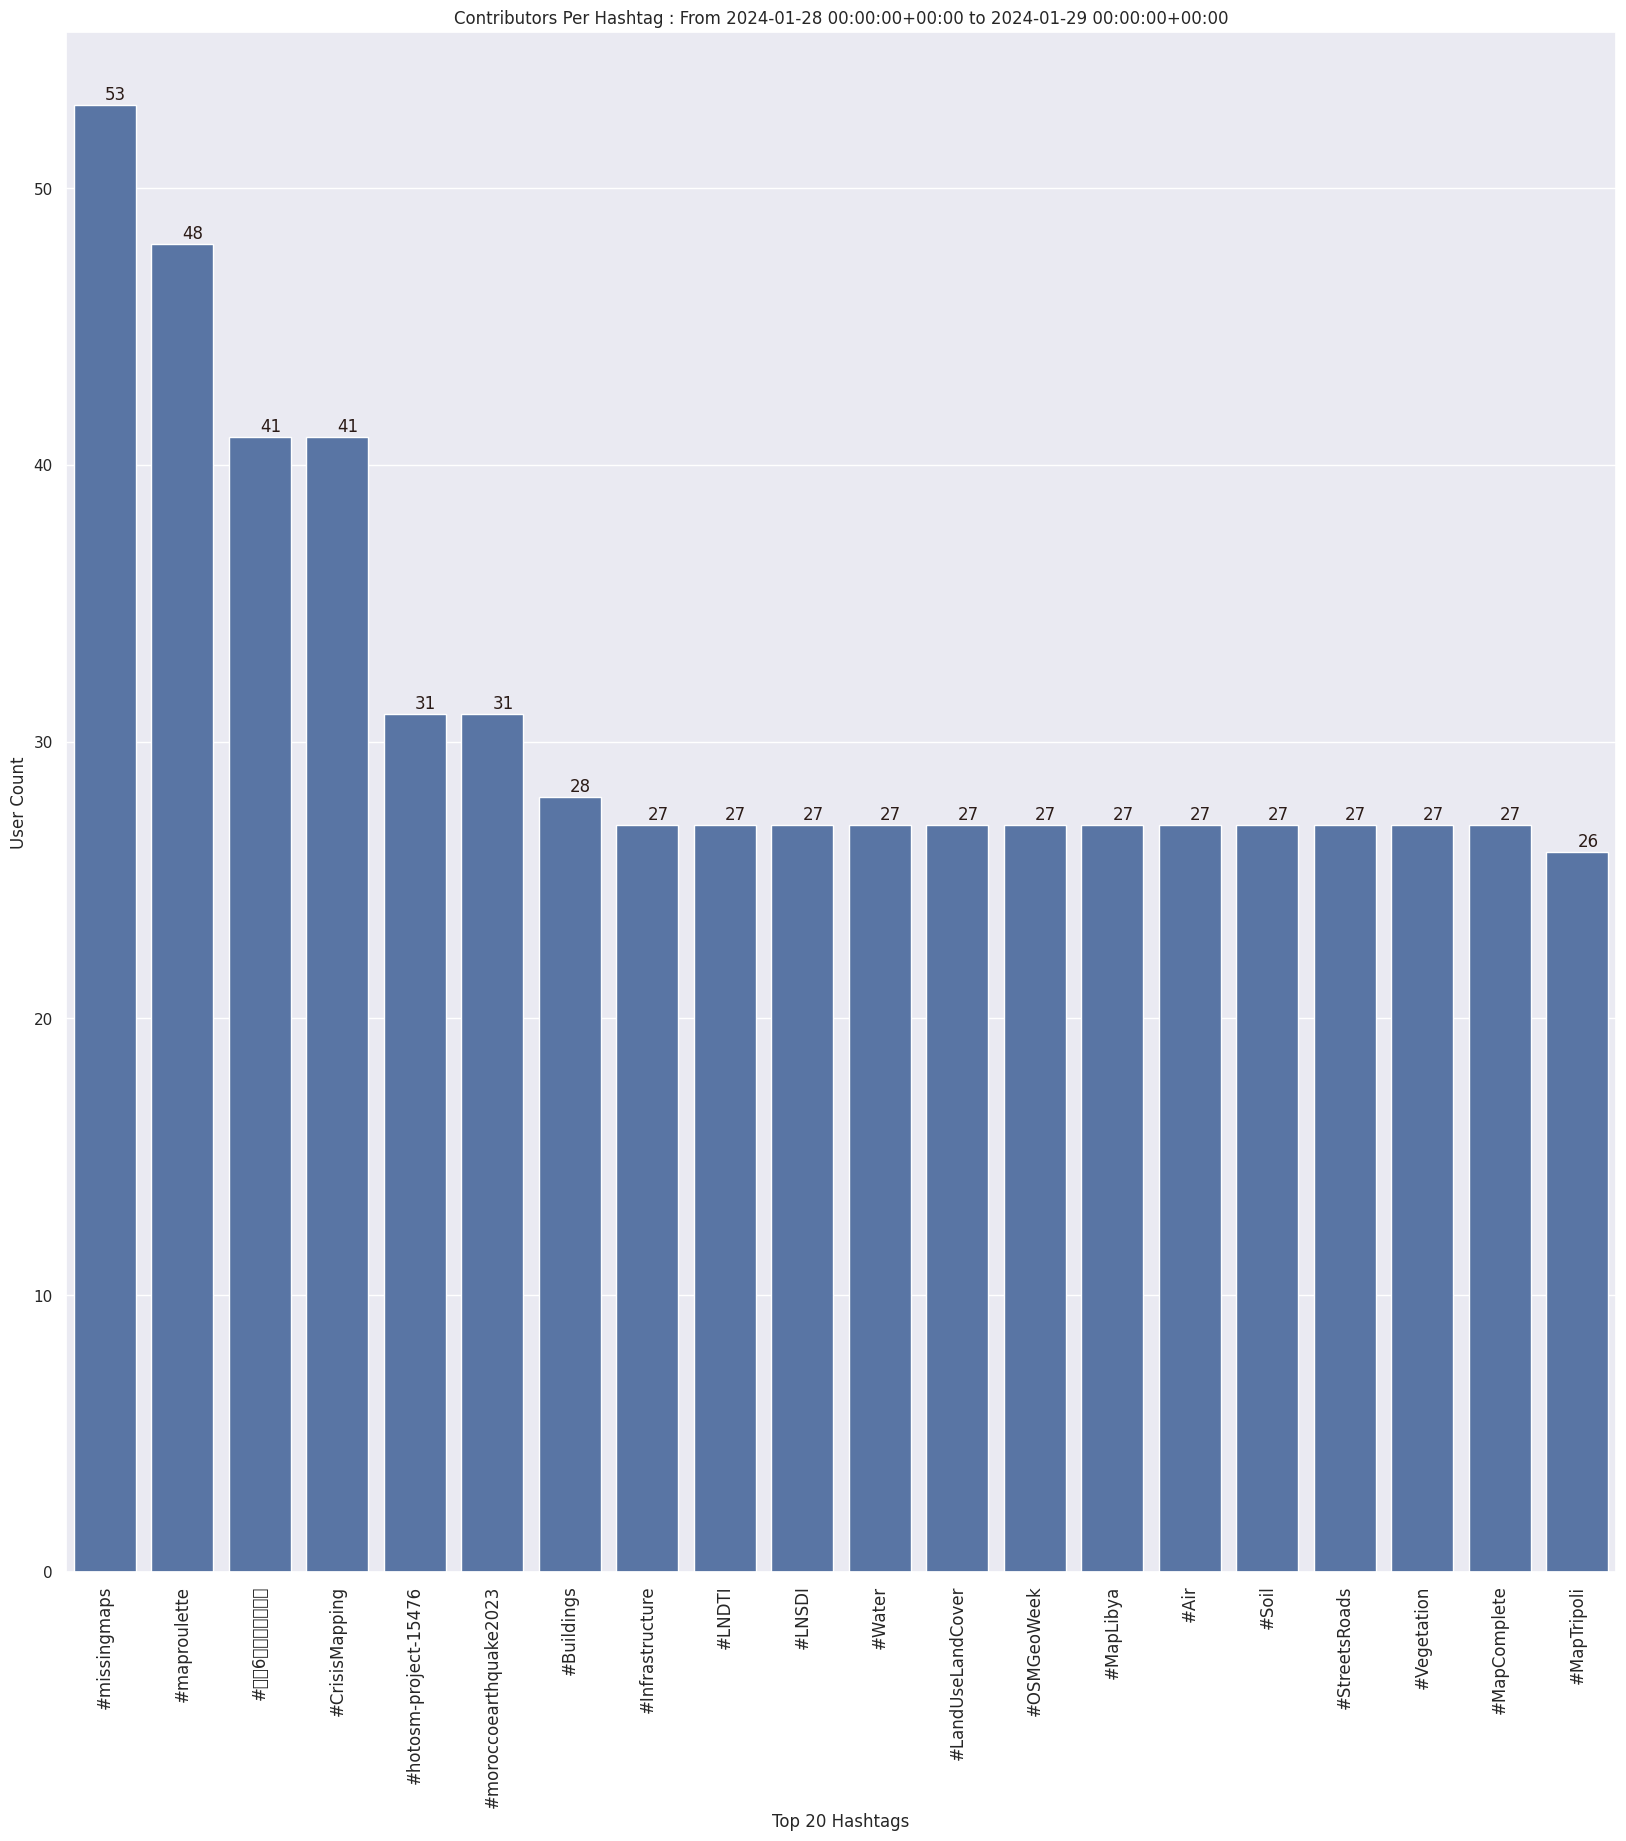 Contributors Per Hashtag : From 2024-01-28 00:00:00+00:00 to 2024-01-29 00:00:00+00:00
User Count
50
40
30
20
10
0
53
48
41
41
31
31
28
27
27
27
27
27
27
27
27
27
27
27
27
26
#missingmaps
#maproulette
#CrisisMapping
#hotosm-project-15476
#moroccoearthquake2023
#Buildings
#Infrastructure
#LNDTI
#LNSDI
#Water
#LandUseLandCover
#OSMGeoWeek
#MapLibya
#Air
#Soil
#StreetsRoads
#Vegetation
#MapComplete
#MapTripoli
Top 20 Hashtags